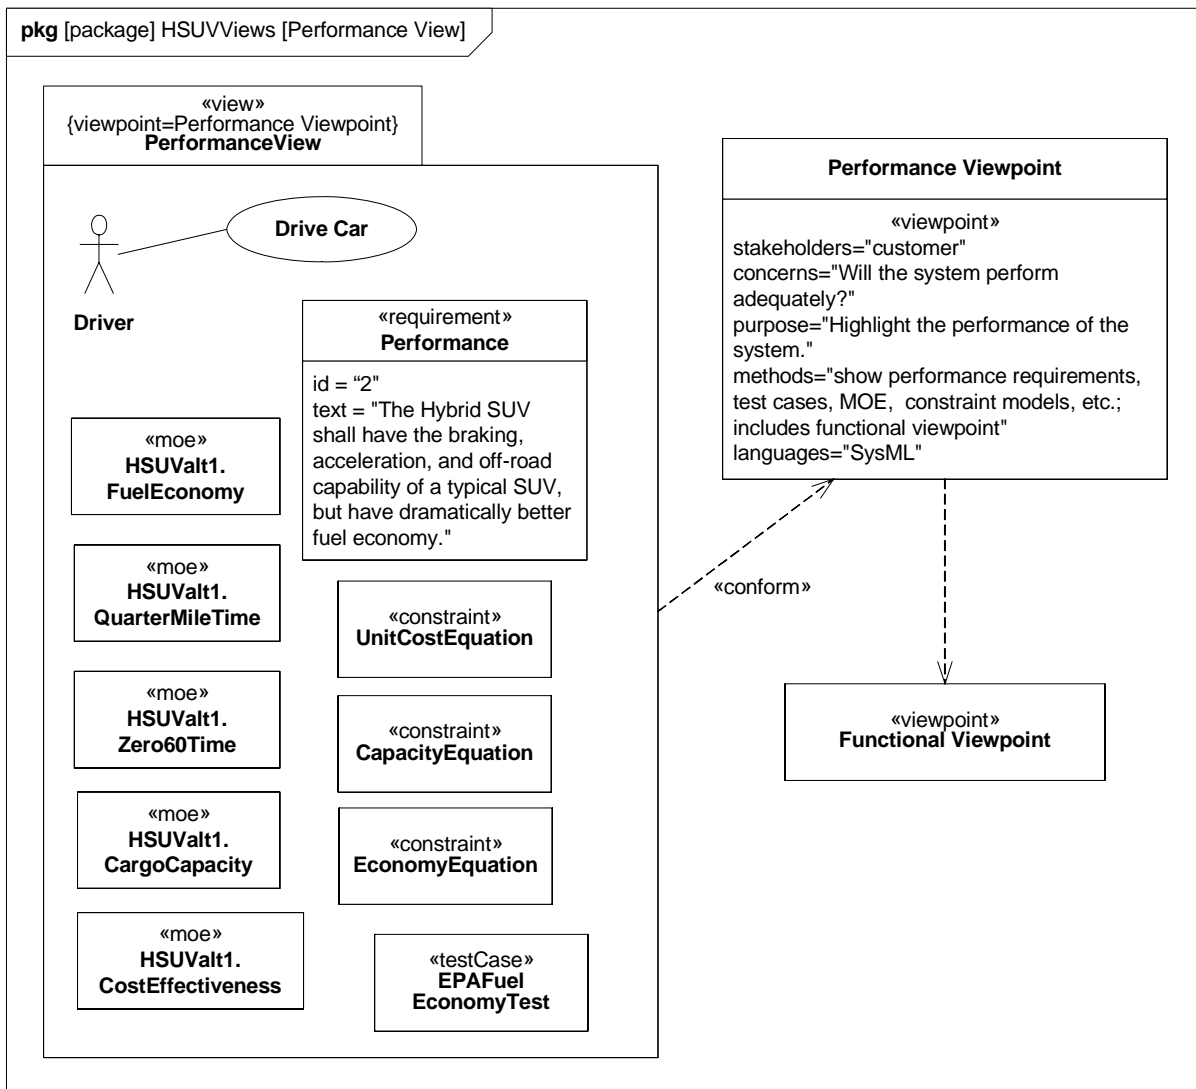 pkg [package] HSUVViews [Performance View]
«view»
{viewpoint=Performance Viewpoint}
PerformanceView
Drive Car
Driver
«requirement»
Performance
id = “2"
text = "The Hybrid SUV
shall have the braking,
acceleration, and off-road
capability of a typical SUV,
but have dramatically better
fuel economy."
«moe»
HSUValt1.
FuelEconomy
«moe»
HSUValt1.
QuarterMileTime
«moe»
HSUValt1.
Zero60Time
«moe»
HSUValt1.
CargoCapacity
«moe»
HSUValt1.
CostEffectiveness
«constraint»
UnitCostEquation
«constraint»
CapacityEquation
«constraint»
EconomyEquation
«testCase»
EPAFuel
EconomyTest
«conform»
Performance Viewpoint
«viewpoint»
stakeholders="customer"
concerns="Will the system perform
adequately?"
purpose="Highlight the performance of the
system."
methods="show performance requirements,
test cases, MOE,  constraint models, etc.;
includes functional viewpoint"
languages="SysML"
«viewpoint»
Functional Viewpoint